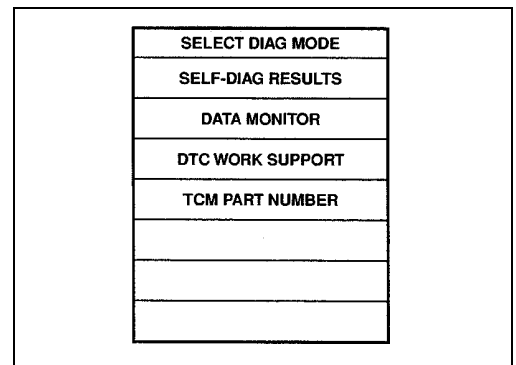 SELECT DIAG MODE
SELF-DIAG RESULTS
DATA MONITOR
DTC WORK SUPPORT
TCM PART NUMBER